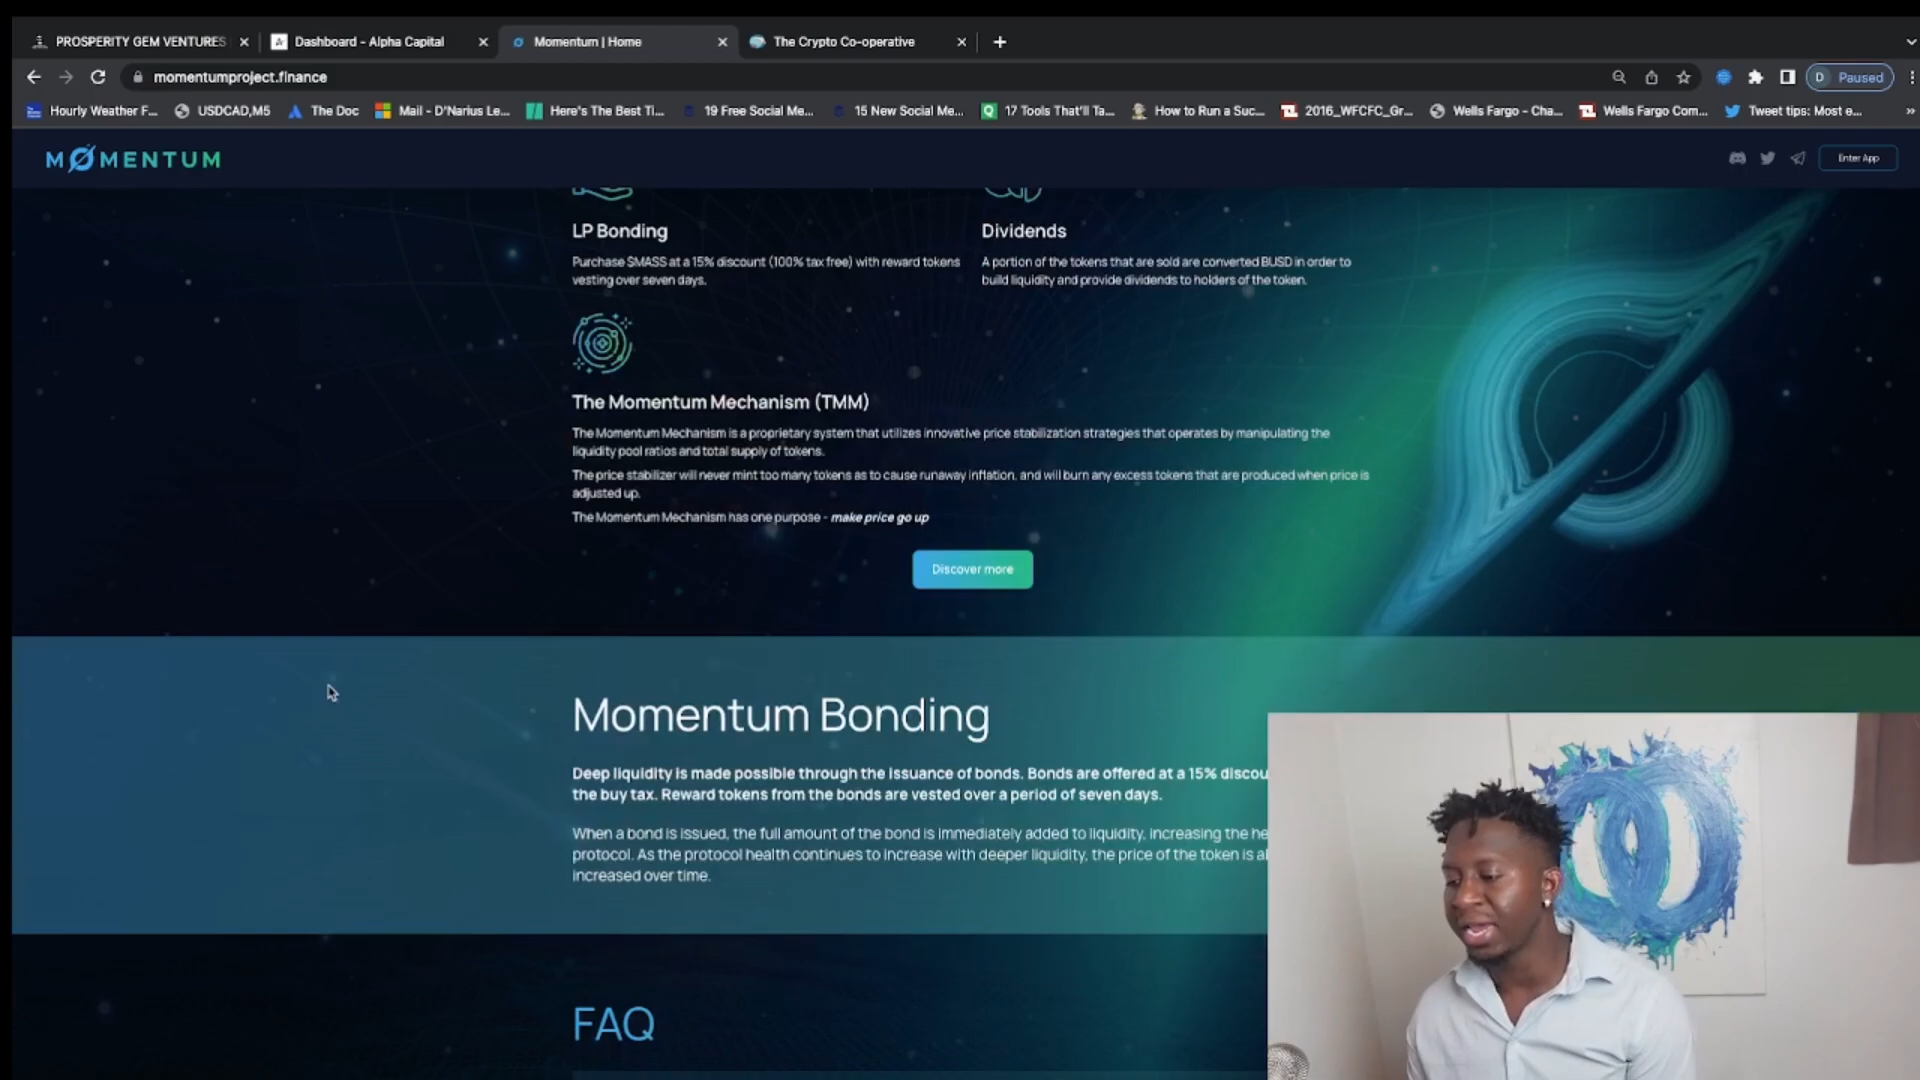 PROSPERITY GEM VENTURES
Dashboard - Alpha Capital
Momentum | Home
The Crypto Co-operative
momentumproject.finance
D Paused
Hourly Weather F...
USDCAD,M5
The Doc
Mail - D'Narius Le...
Here's The Best Ti...
19 Free Social Me...
15 New Social Me...
17 Tools That'll Ta...
How to Run a Suc...
2016_WFCFC_Gr...
Wells Fargo - Cha...
Wells Fargo Com...
Tweet tips: Most e...
MOMENTUM
Enter App
LP Bonding
Purchase $MASS at a 15% discount (100% tax free) with reward tokens
vesting over seven days.
Dividends
A portion of the tokens that are sold are converted BUSD in order to
build liquidity and provide dividends to holders of the token.
The Momentum Mechanism (TMM)
The Momentum Mechanism is a proprietary system that utilizes innovative price stabilization strategies that operates by manipulating the
liquidity pool ratios and total supply of tokens.
The price stabilizer will never mint too many tokens as to cause runaway inflation, and will burn any excess tokens that are produced when price is
adjusted up.
The Momentum Mechanism has one purpose - make price go up
Discover more
Momentum Bonding
Deep liquidity is made possible through the issuance of bonds. Bonds are offered at a 15% discou
the buy tax. Reward tokens from the bonds are vested over a period of seven days.
When a bond is issued, the full amount of the bond is immediately added to liquidity, increasing the he
protocol. As the protocol health continues to increase with deeper liquidity, the price of the token is al
increased over time.
FAQ